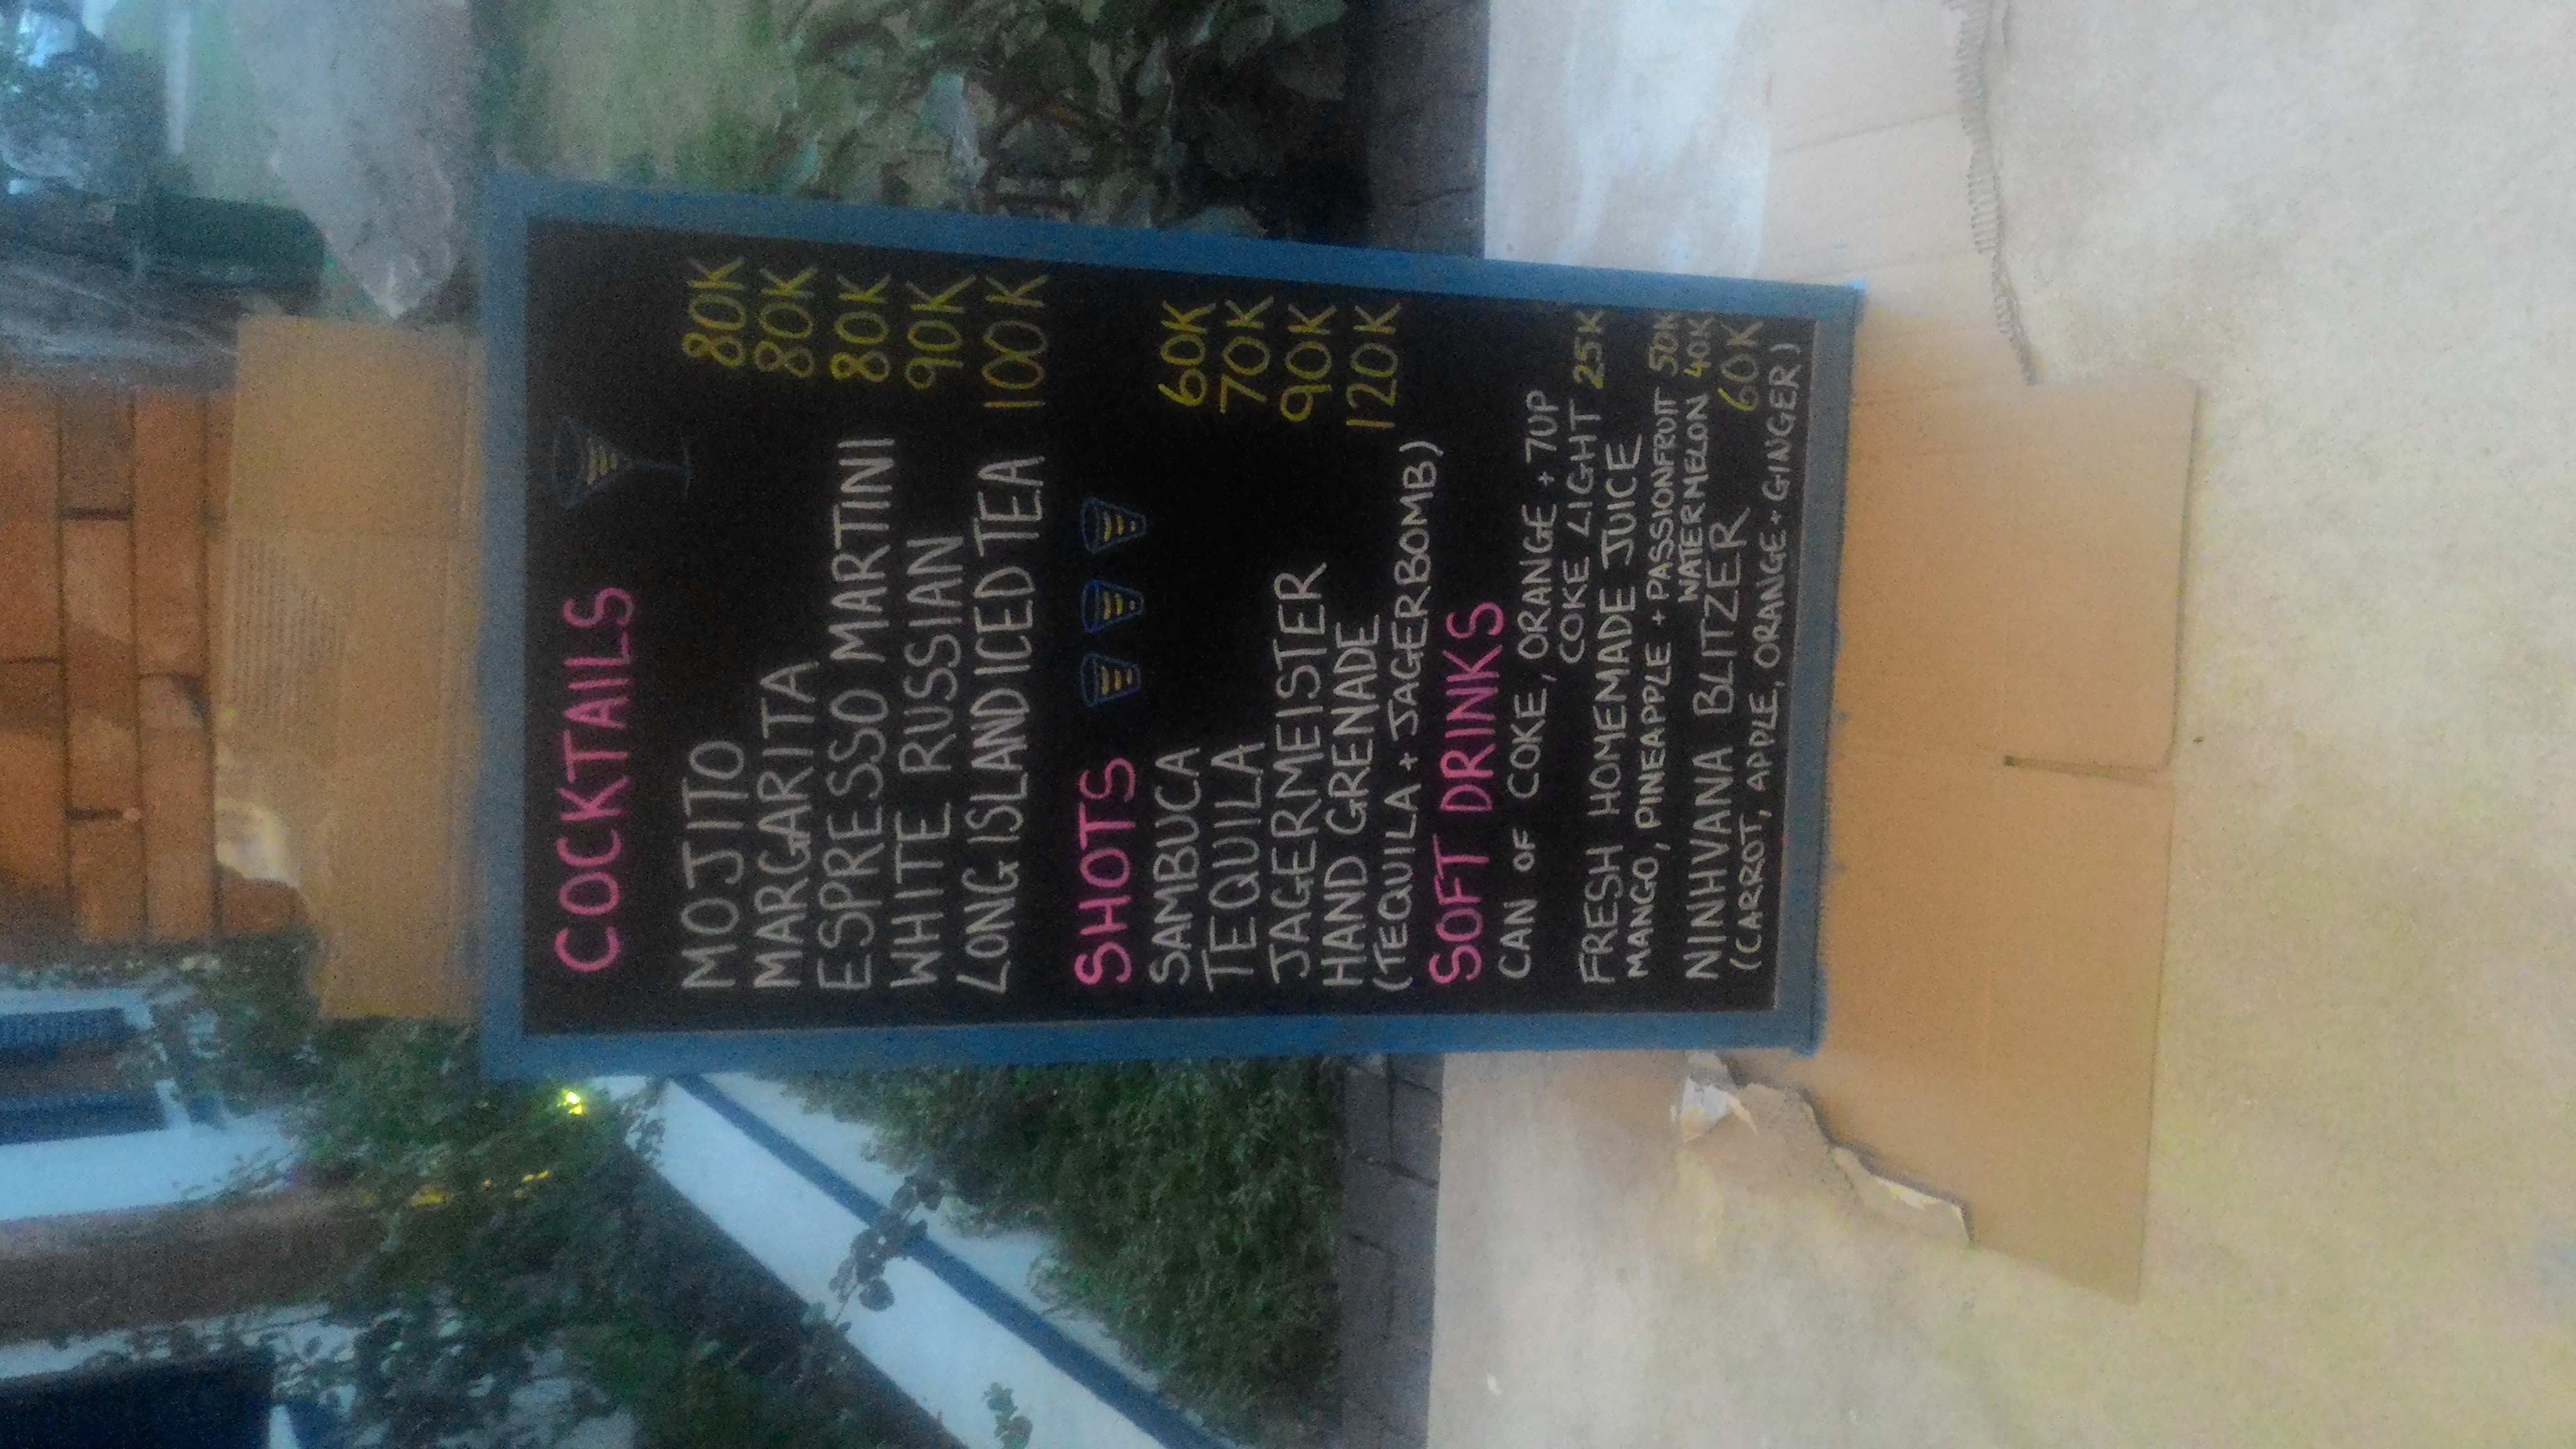 COCKTAILS
MOJITO 80K
MARGARITA 80K
ESPRESSO MARTINI 80K
WHITE RUSSIAN 90K
LONG ISLAND ICED TEA 100K
SHOTS
SAMBUCA 60K
TEQUILA 70K
JAGERMEISTER 90K
HAND GRENADE 120K
(TEQUILA + JAGERBOMB)
SOFT DRINKS
CAN OF COKE, ORANGE + 7UP
COKE LIGHT 25K
FRESH HOMEMADE JUICE
MANGO, PINEAPPLE + PASSIONFRUIT 50K
WATERMELON 40K
NINHVANA BLITZER 60K
(CARROT, APPLE, ORANGE + GINGER)